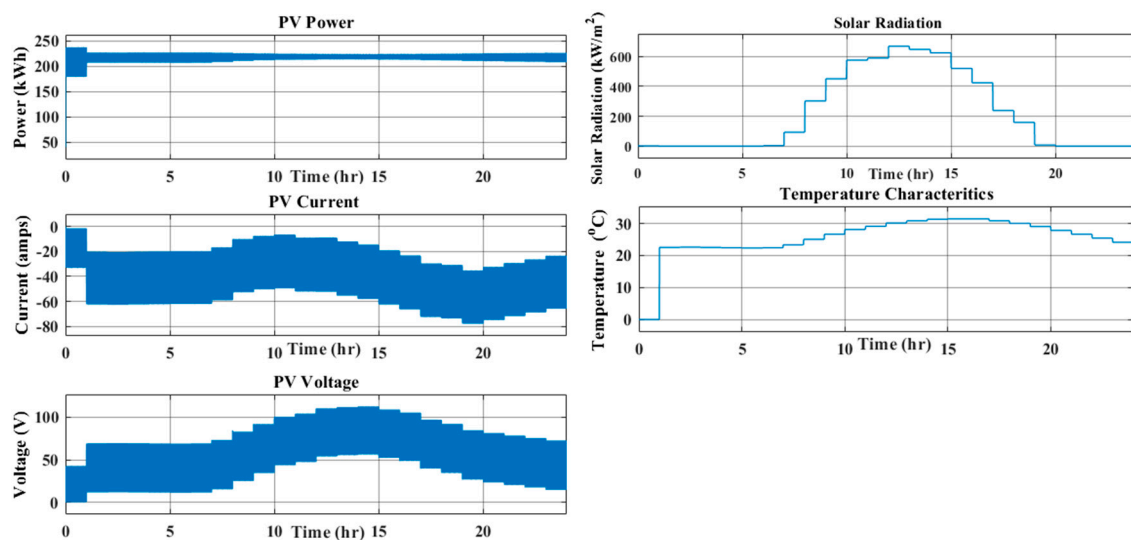 PV Power
250
200
150
100
50
Power (kWh)
0 5 10 Time (hr) 15 20
PV Current
0
-20
-40
-60
-80
Current (amps)
0 5 10 Time (hr) 15 20
PV Voltage
100
50
0
Voltage (V)
0 5 10 Time (hr) 15 20
Solar Radiation
600
400
200
0
Solar Radiation (kW/m²)
0 5 Time (hr) 10 15 20
Temperature Characteritics
30
20
10
0
Temperature (⁰C)
0 5 10 Time (hr) 15 20